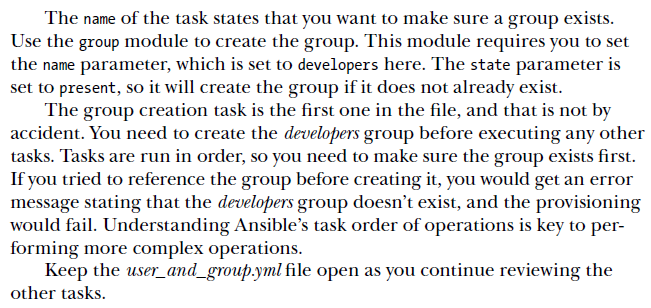 The name of the task states that you want to make sure a group exists.
Use the group module to create the group. This module requires you to set
the name parameter, which is set to developers here. The state parameter is
set to present, so it will create the group if it does not already exist.
The group creation task is the first one in the file, and that is not by
accident. You need to create the developers group before executing any other
tasks. Tasks are run in order, so you need to make sure the group exists first.
If you tried to reference the group before creating it, you would get an error
message stating that the developers group doesn’t exist, and the provisioning
would fail. Understanding Ansible’s task order of operations is key to per-
forming more complex operations.
Keep the user_and_group.yml file open as you continue reviewing the
other tasks.